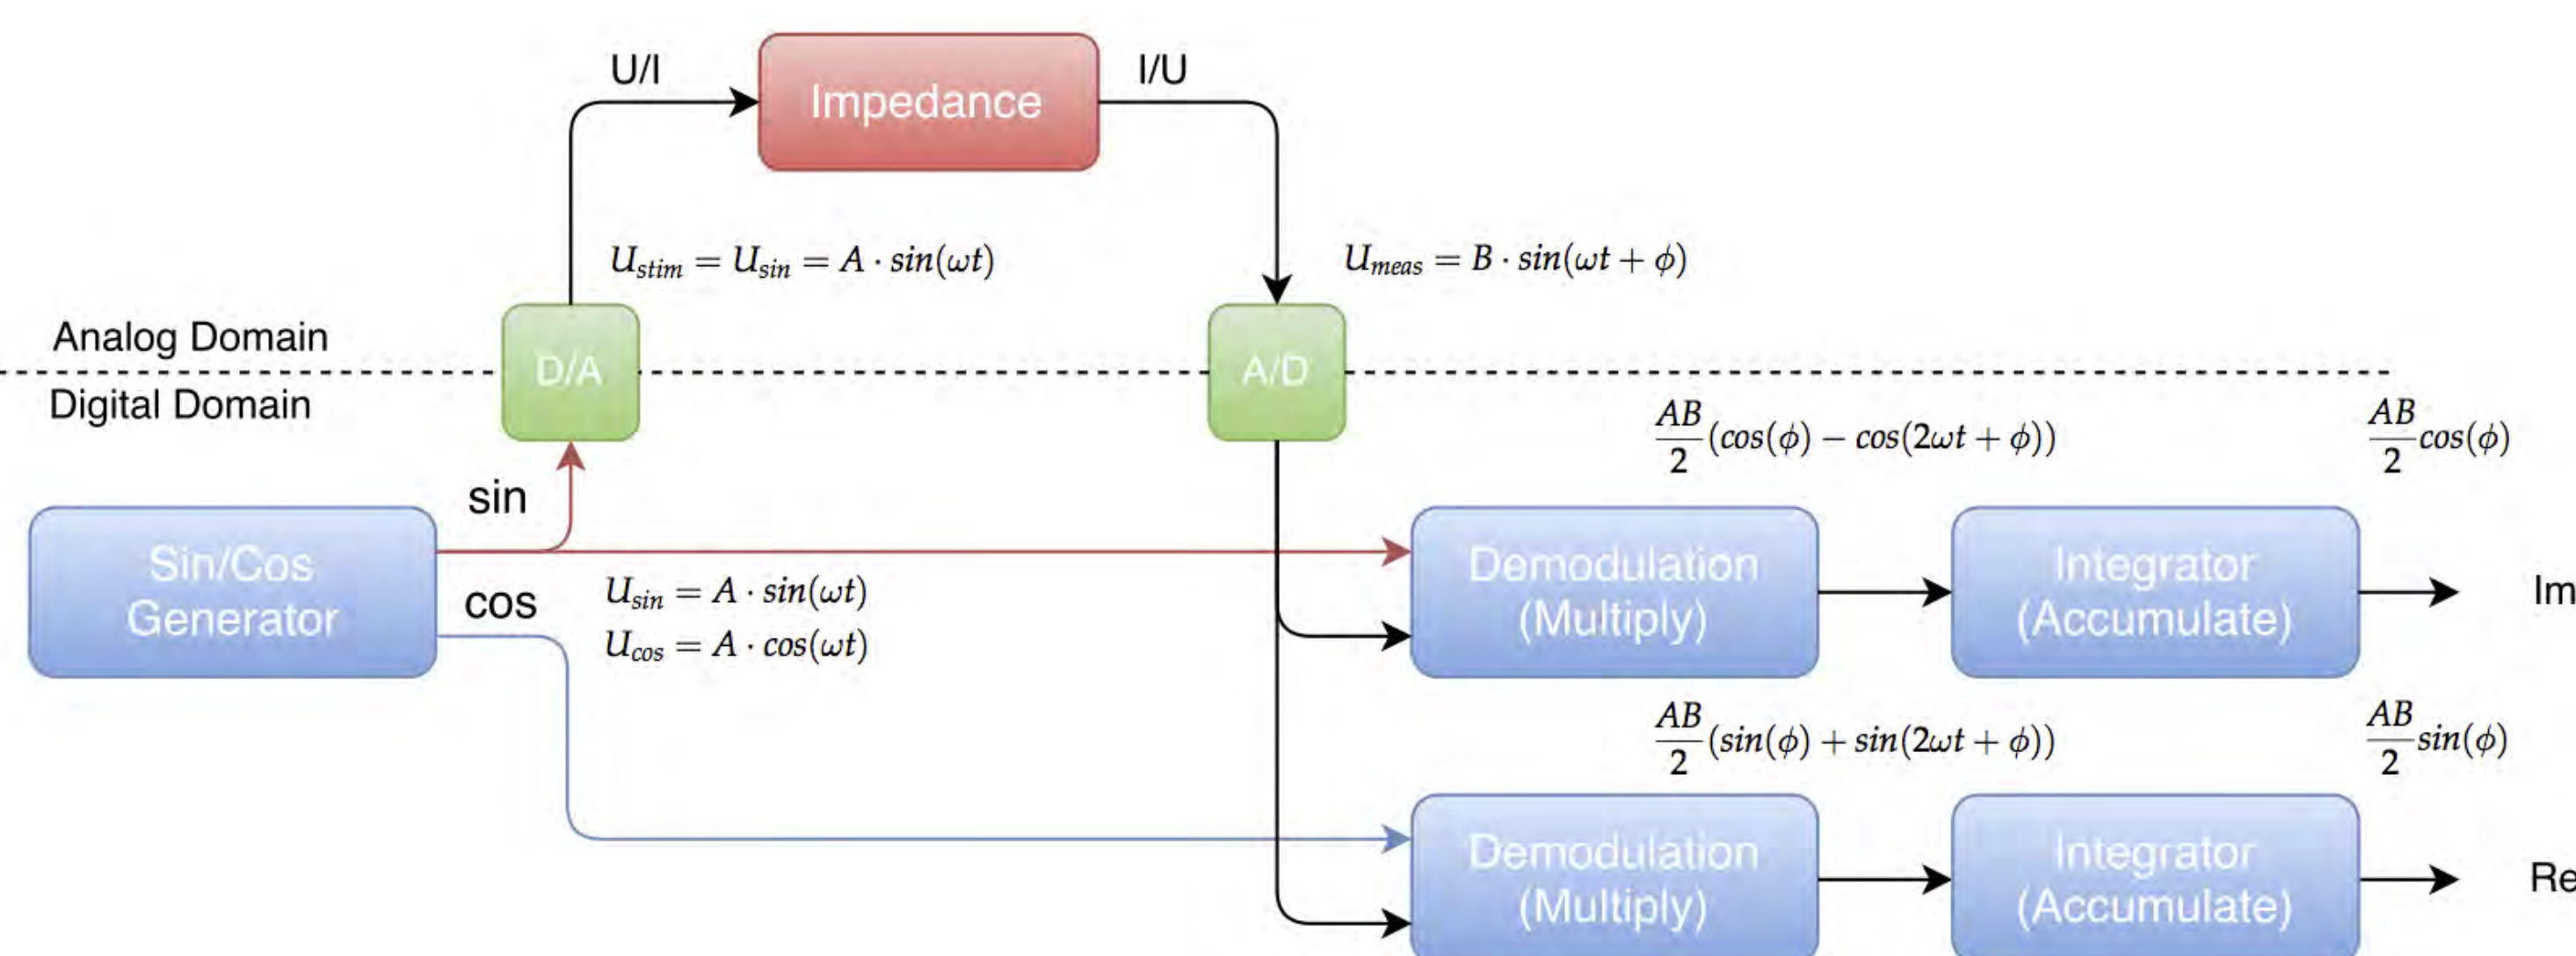 U/I
Impedance
I/U
U_stim = U_sin = A · sin(ωt)
U_meas = B · sin(ωt + ϕ)
Analog Domain
D/A
A/D
Digital Domain
AB/2 (cos(ϕ) − cos(2ωt + ϕ))
AB/2 cos(ϕ)
sin
Sin/Cos
Generator
cos
U_sin = A · sin(ωt)
U_cos = A · cos(ωt)
Demodulation
(Multiply)
Integrator
(Accumulate)
Im
AB/2 (sin(ϕ) + sin(2ωt + ϕ))
AB/2 sin(ϕ)
Demodulation
(Multiply)
Integrator
(Accumulate)
Re